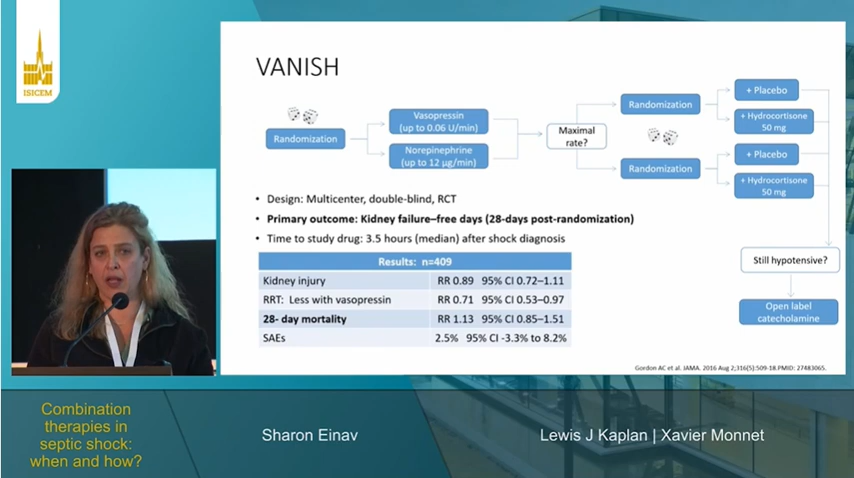 ISICEM
VANISH
Randomization
Vasopressin
(up to 0.06 U/min)
Norepinephrine
(up to 12 µg/min)
Maximal
rate?
Randomization
Randomization
+ Placebo
+ Hydrocortisone
50 mg
+ Placebo
+ Hydrocortisone
50 mg
• Design: Multicenter, double-blind, RCT
• Primary outcome: Kidney failure–free days (28-days post-randomization)
• Time to study drug: 3.5 hours (median) after shock diagnosis
Results: n=409
Kidney injury RR 0.89 95% CI 0.72–1.11
RRT: Less with vasopressin RR 0.71 95% CI 0.53–0.97
28- day mortality RR 1.13 95% CI 0.85–1.51
SAEs 2.5% 95% CI -3.3% to 8.2%
Still hypotensive?
Open label
catecholamine
Gordon AC et al. JAMA. 2016 Aug 2;316(5):509-18.PMID: 27483065.
Combination
therapies in
septic shock:
when and how?
Sharon Einav
Lewis J Kaplan | Xavier Monnet